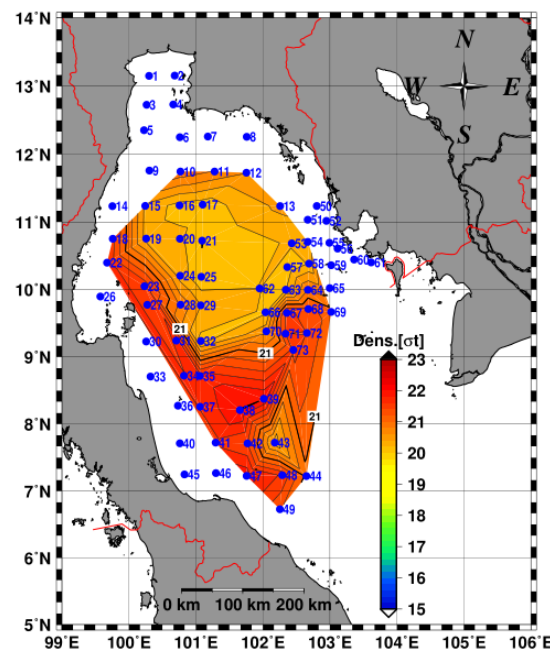 14°N
13°N
12°N
11°N
10°N
9°N
8°N
7°N
6°N
5°N
99°E 100°E 101°E 102°E 103°E 104°E 105°E 106°E
N
W E
S
1 2
3 4
5 6 7 8
9 10 11 12
14 15 16 17 13 50
51 52
18 19 20 21 53 54 55 56
22 57 58 59 60 61
23 24 25 62 63 64 65
26 27 28 29 66 67 68 69
70 71 72
30 31 32 73
33 34 35
36 37 38 39
40 41 42 43
45 46 47 48 44
49
21
21
21
Dens.[σt]
23
22
21
20
19
18
17
16
15
0 km 100 km 200 km